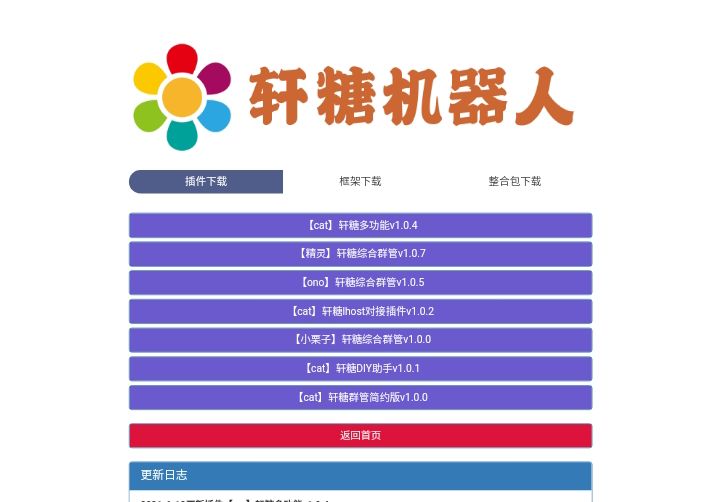 轩糖机器人
插件下载 框架下载 整合包下载
【cat】轩糖多功能v1.0.4
【精灵】轩糖综合群管v1.0.7
【ono】轩糖综合群管v1.0.5
【cat】轩糖lhost对接插件v1.0.2
【小栗子】轩糖综合群管v1.0.0
【cat】轩糖DIY助手v1.0.1
【cat】轩糖群管简约版v1.0.0
返回首页
更新日志